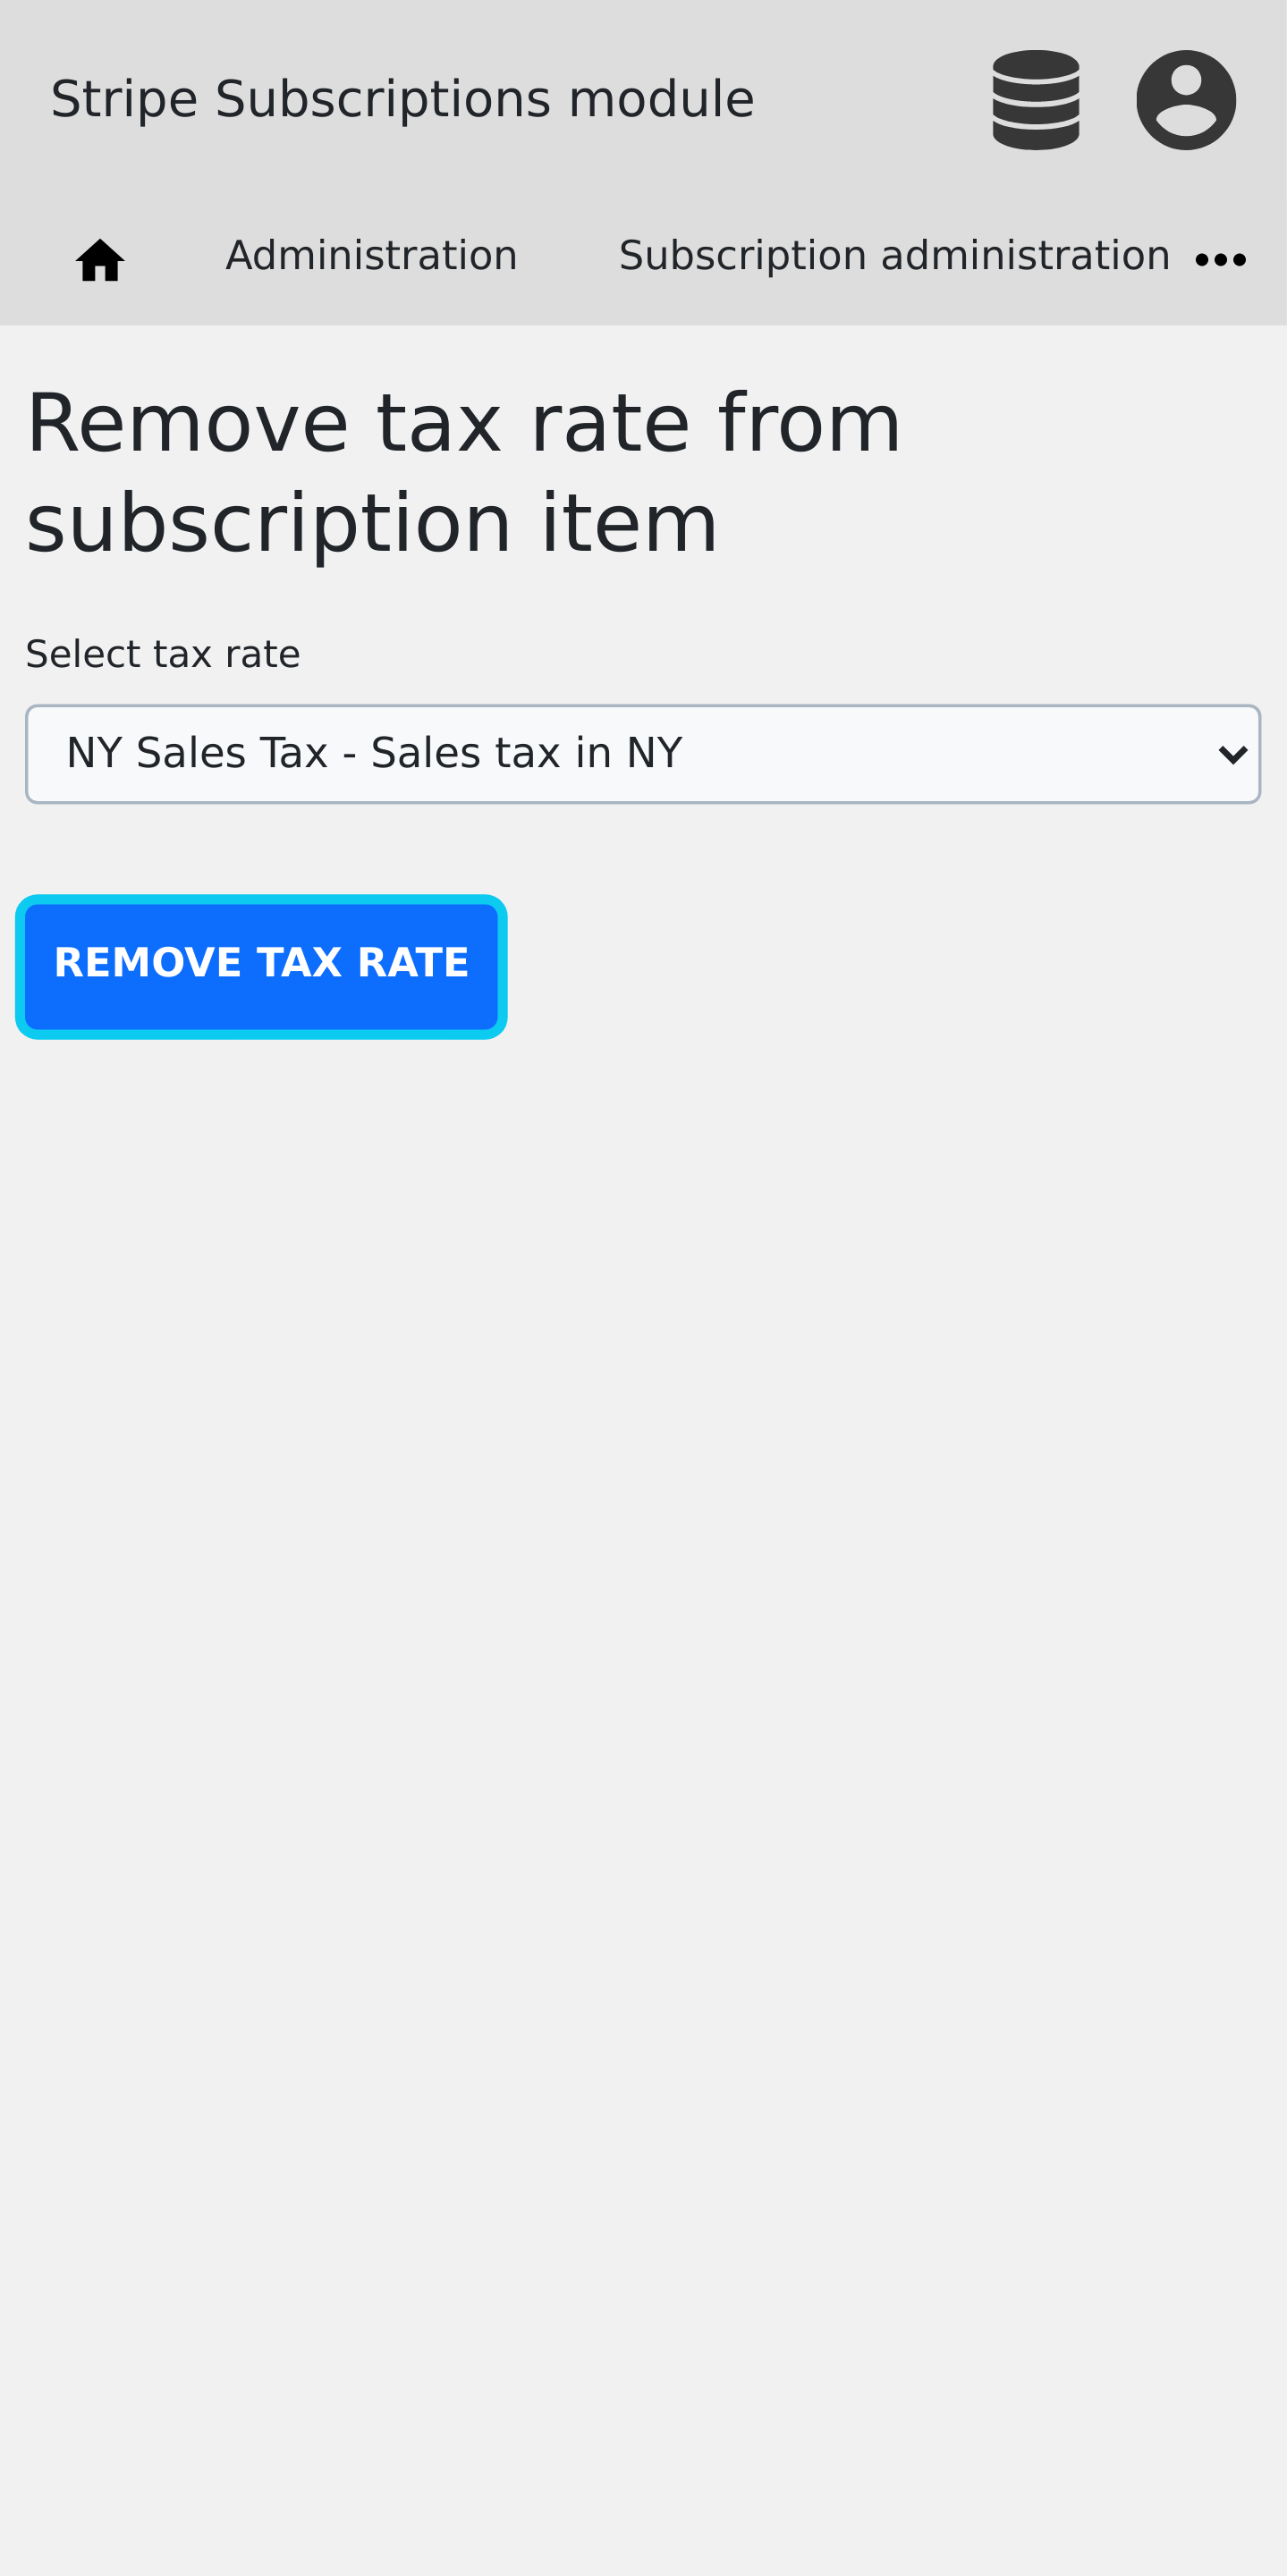 Stripe Subscriptions module
Administration
Subscription administration
Remove tax rate from
subscription item
Select tax rate
NY Sales Tax - Sales tax in NY
REMOVE TAX RATE